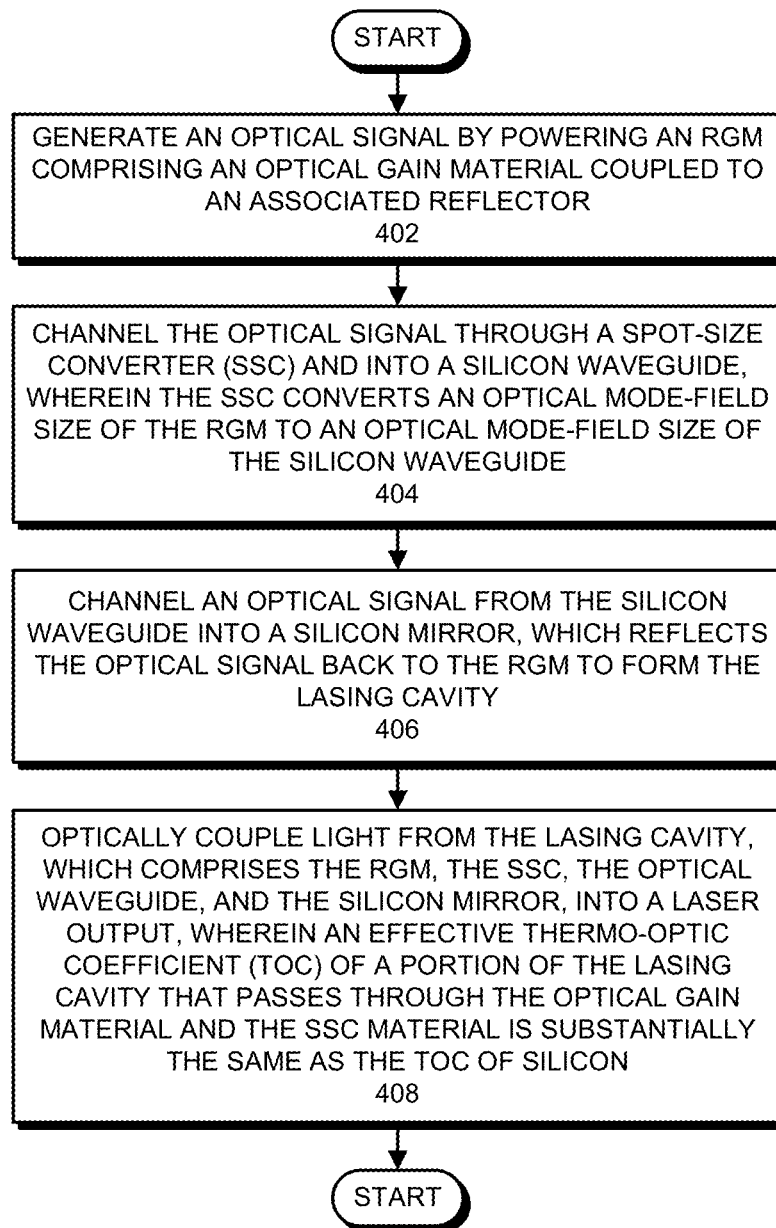 START
GENERATE AN OPTICAL SIGNAL BY POWERING AN RGM
COMPRISING AN OPTICAL GAIN MATERIAL COUPLED TO
AN ASSOCIATED REFLECTOR
402
CHANNEL THE OPTICAL SIGNAL THROUGH A SPOT-SIZE
CONVERTER (SSC) AND INTO A SILICON WAVEGUIDE,
WHEREIN THE SSC CONVERTS AN OPTICAL MODE-FIELD
SIZE OF THE RGM TO AN OPTICAL MODE-FIELD SIZE OF
THE SILICON WAVEGUIDE
404
CHANNEL AN OPTICAL SIGNAL FROM THE SILICON
WAVEGUIDE INTO A SILICON MIRROR, WHICH REFLECTS
THE OPTICAL SIGNAL BACK TO THE RGM TO FORM THE
LASING CAVITY
406
OPTICALLY COUPLE LIGHT FROM THE LASING CAVITY,
WHICH COMPRISES THE RGM, THE SSC, THE OPTICAL
WAVEGUIDE, AND THE SILICON MIRROR, INTO A LASER
OUTPUT, WHEREIN AN EFFECTIVE THERMO-OPTIC
COEFFICIENT (TOC) OF A PORTION OF THE LASING
CAVITY THAT PASSES THROUGH THE OPTICAL GAIN
MATERIAL AND THE SSC MATERIAL IS SUBSTANTIALLY
THE SAME AS THE TOC OF SILICON
408
START